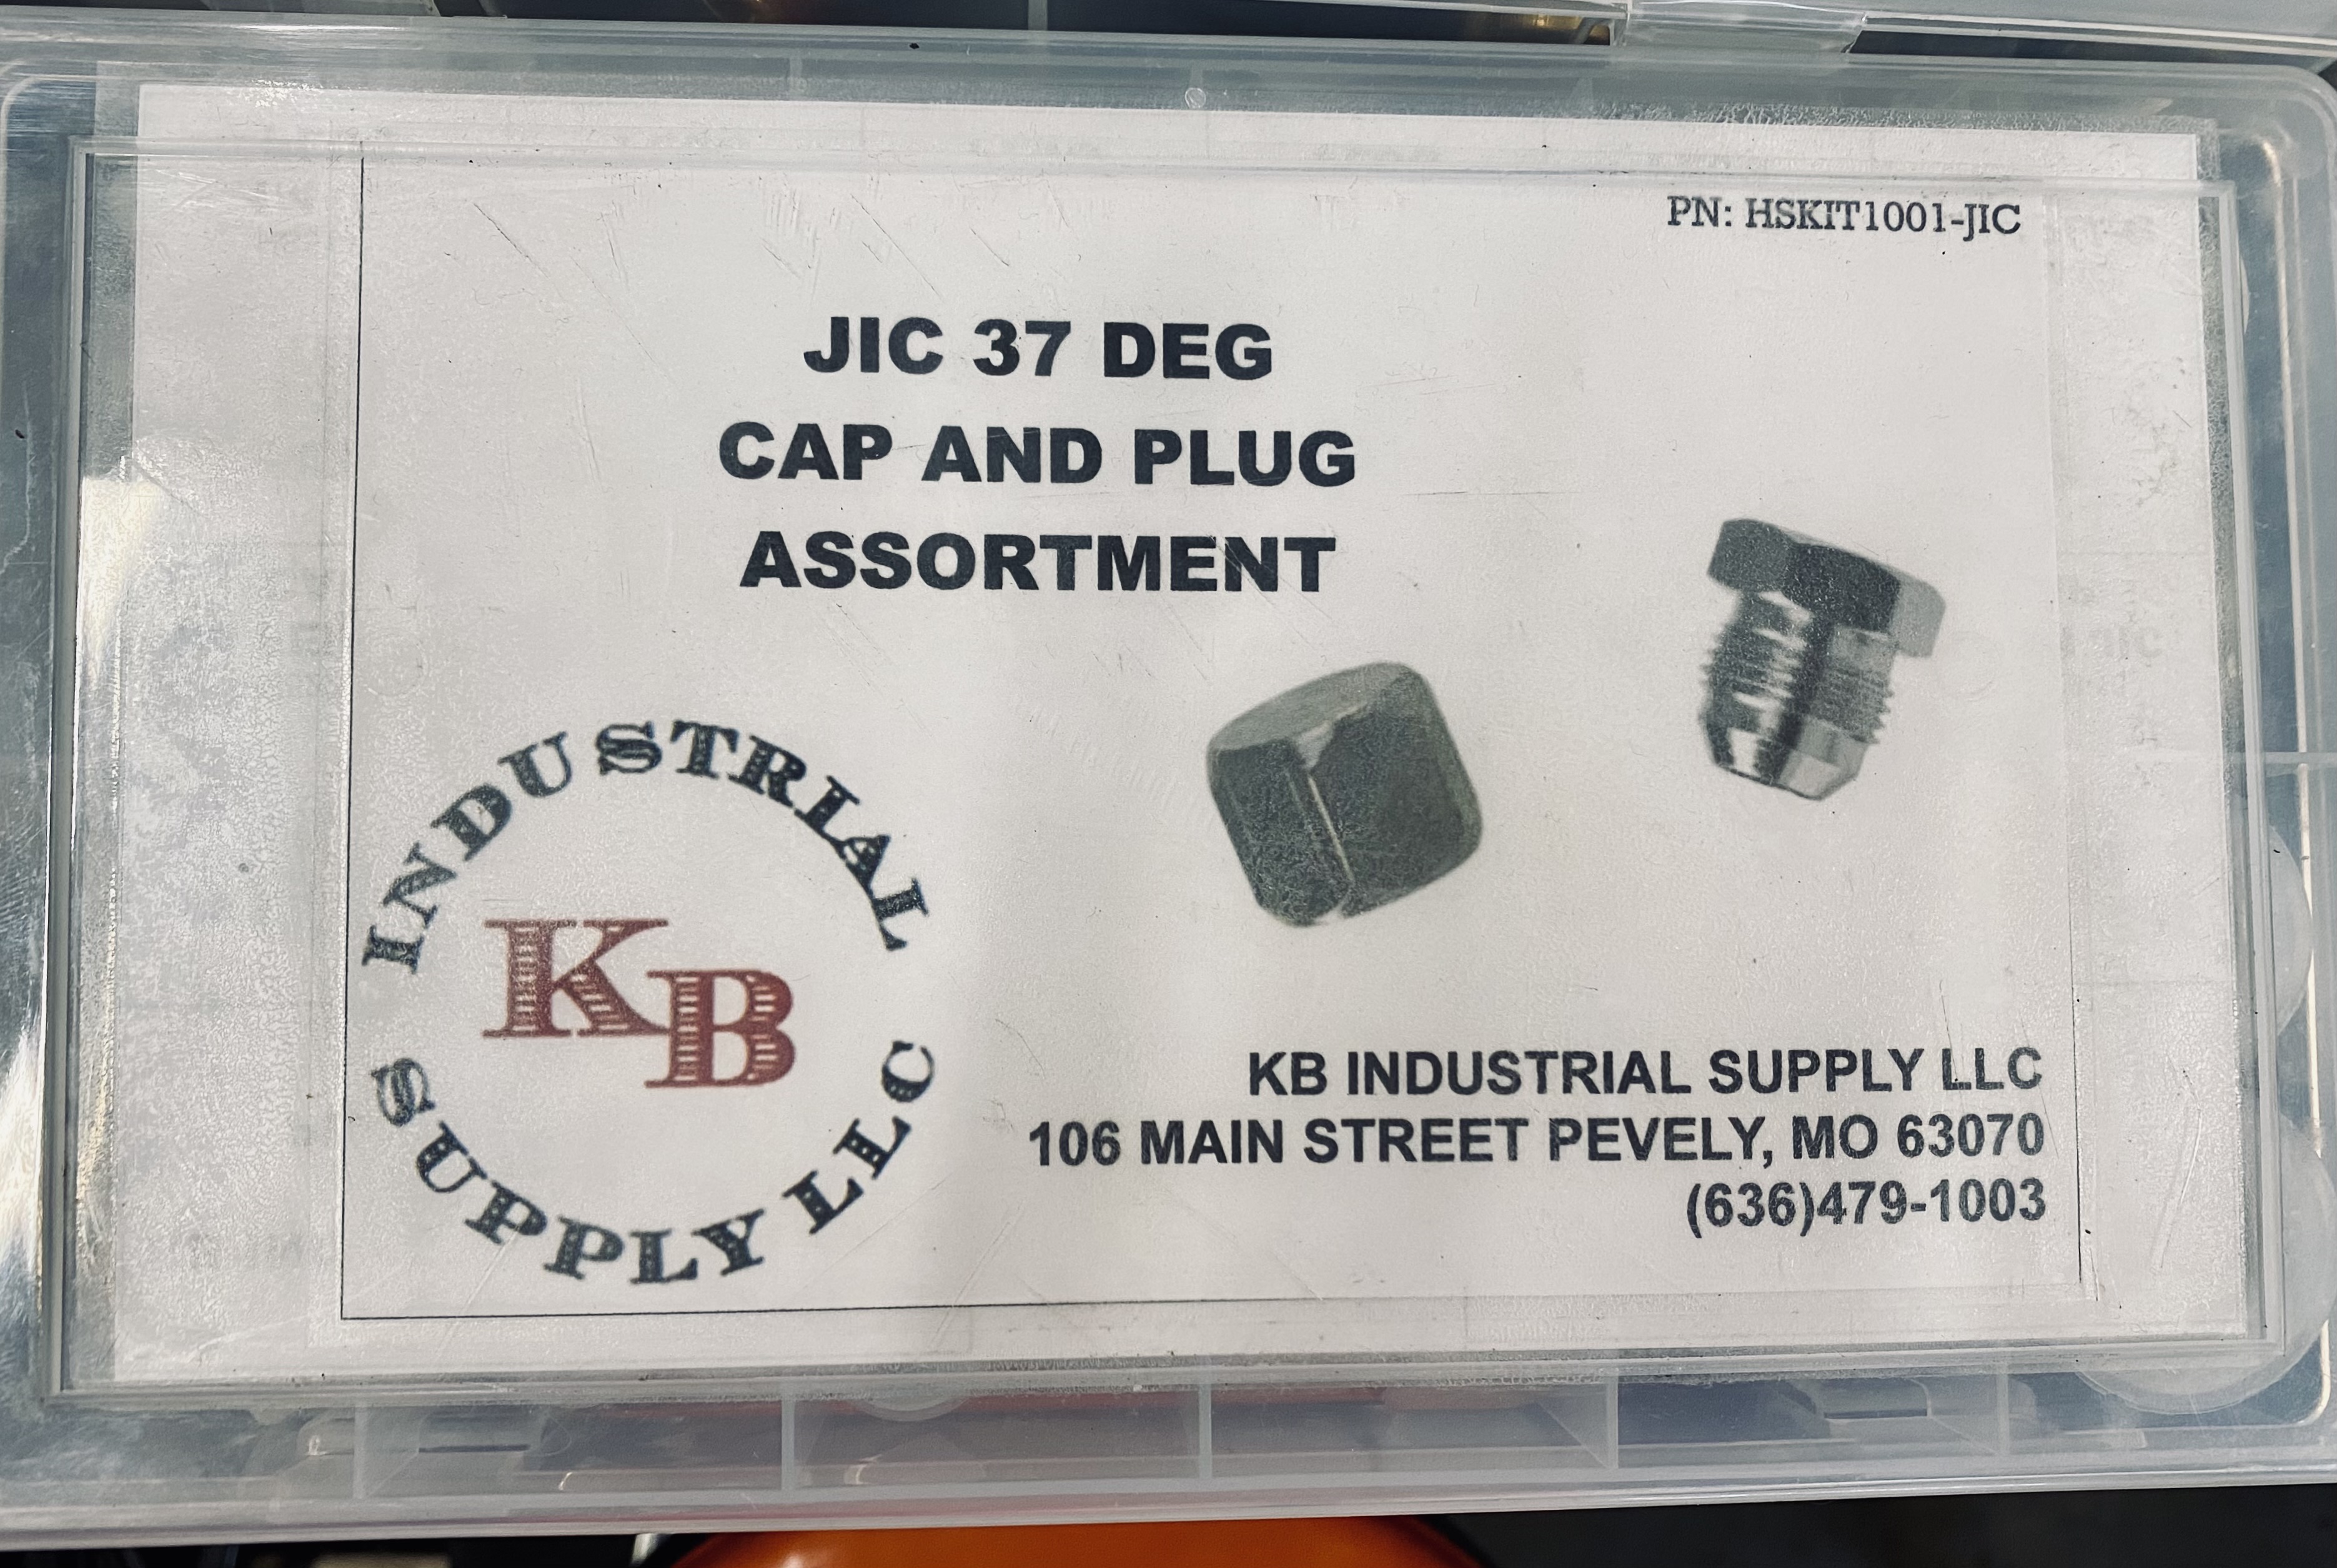 PN: HSKIT1001-JIC
JIC 37 DEG
CAP AND PLUG
ASSORTMENT
INDUSTRIAL
KB
SUPPLY LLC
KB INDUSTRIAL SUPPLY LLC
106 MAIN STREET PEVELY, MO 63070
(636)479-1003